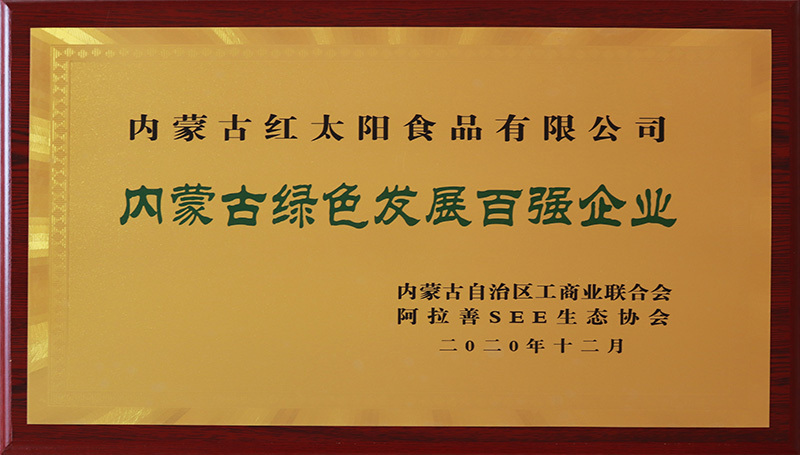 内蒙古红太阳食品有限公司
内蒙古绿色发展百强企业
内蒙古自治区工商业联合会
阿拉善SEE生态协会
二〇二〇年十二月